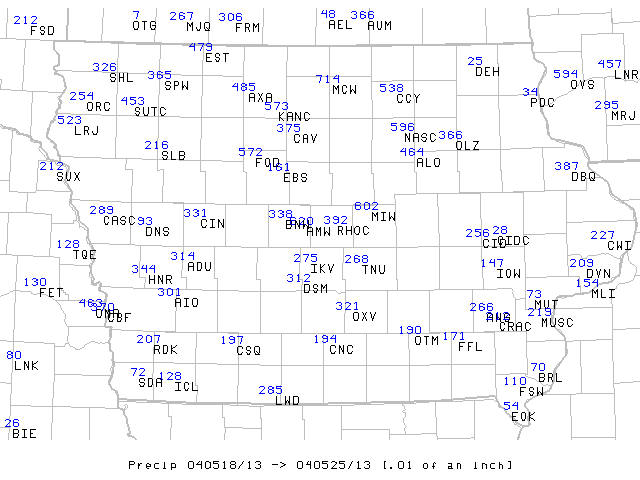 212 FSD
7 OTG
267 MJQ
306 FRM
48 AEL
366 AUM
479 EST
326 SHL
365 SPW
485 AXA
714 MCW
538 CCY
25 DEH
594 OVS
457 LNR
254 ORC
453 SUTC
573 KANC
34 PDC
295 MRJ
523 LRJ
375 CAV
596 NASC
366 OLZ
216 SLB
572 FOD
464 ALO
161 EBS
212 SUX
387 DBQ
289 CASC
93 DNS
331 CIN
338
AMW
392 RHOC
602 MIW
256 CID
28 CIDC
227 CWI
128 TQE
314 ADU
275 IKV
268 TNU
147 IOW
209 DVN
344 HNR
312 DSM
154 MLI
130 FET
301 AIO
73 MUT
463 OMA
370 CBF
321 OXV
266
CRAC
219 MUSC
207 RDK
197 CSQ
194 CNC
190 OTM
171 FFL
80 LNK
72 SDA
128 ICL
285 LWD
70 BRL
110 FSW
54 EOK
26 BIE
Precip 040518/13 -> 040525/13 [.01 of an inch]